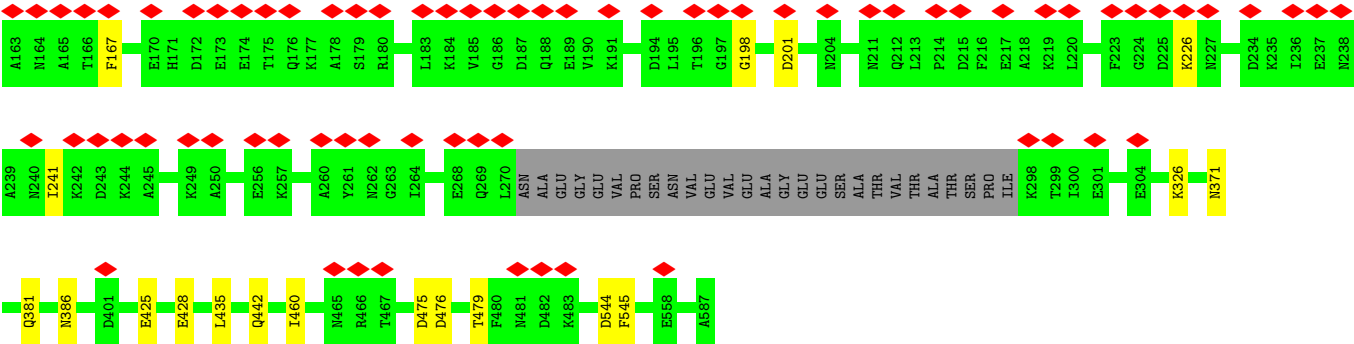 A163 N164 A165 T166 F167 E170 H171 D172 E173 E174 T175 Q176 K177 A178 S179 R180 L183 K184 V185 G186 D187 Q188 E189 V190 K191 D194 L195 T196 G197 G198 D201 N204 N211 Q212 L213 P214 D215 F216 E217 A218 K219 L220 F223 G224 D225 K226 N227 D234 K235 I236 E237 N238
A239 N240 I241 K242 D243 K244 A245 K249 A250 E256 K257 A260 Y261 N262 G263 I264 E268 Q269 L270 ASN ALA GLU GLY GLU VAL PRO SER ASN VAL GLU VAL GLU ALA GLY GLU GLU SER ALA THR VAL THR ALA THR SER PRO ILE K298 T299 I300 E301 E304 K326 N371
Q381 N386 D401 E425 E428 L435 Q442 I460 N465 R466 T467 D475 D476 T479 F480 N481 D482 K483 D544 F545 E558 A587